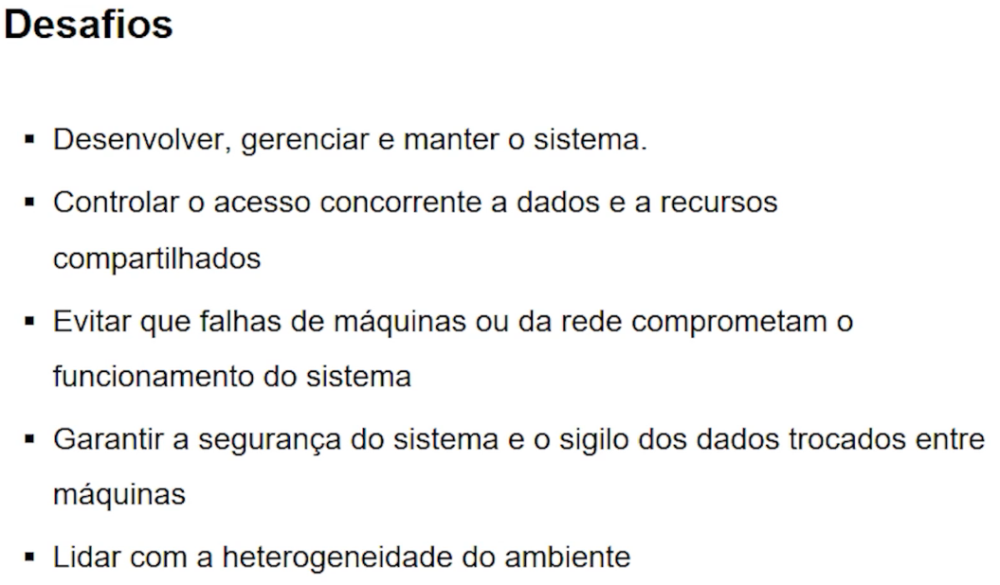 Desafios
▪ Desenvolver, gerenciar e manter o sistema.
▪ Controlar o acesso concorrente a dados e a recursos
compartilhados
▪ Evitar que falhas de máquinas ou da rede comprometam o
funcionamento do sistema
▪ Garantir a segurança do sistema e o sigilo dos dados trocados entre
máquinas
▪ Lidar com a heterogeneidade do ambiente